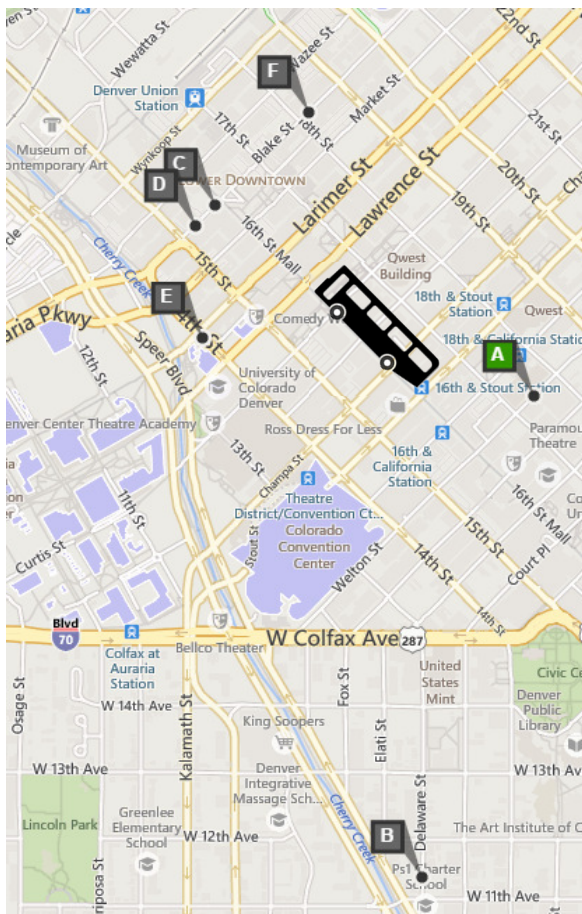 22nd St
Wewatta St
Wazee St
F
Denver Union
Station
Market St
17th St
Blake St
18th St
21st St
Museum of
Contemporary Art
Wynkoop St
C
LOWER DOWNTOWN
D
Larimer St
Lawrence St
20th St
19th St
16th St Mall
15th St
Cherry Creek
Qwest
Building
E
14th St
18th & Stout
Station
Qwest
Comedy W
aria Pkwy
18th & California Station
A
12th St
Speer Blvd
University of
Colorado
Denver
16th & Stout Station
Denver Center Theatre Academy
Ross Dress For Less
Paramou
Theatre
16th &
California
Station
13th St
Champa St
11th St
Theatre
District/Convention Ct...
16th St Mall
Colorado
Convention
Center
15th St
Curtis St
Stout St
Welton St
14th St
Court Pl
14th St
Blvd
70
W Colfax Ave
287
Colfax at
Auraria
Station
Bellco Theater
United
States
Mint
Civic Ce
Osage St
Kalamath St
Fox St
Elati St
Denver
Public
Library
W 14th Ave
King Soopers
W 13th Ave
Denver
Integrative
Massage Sch...
W 13th Ave
Delaware St
Lincoln Park
Greenlee
Elementary
School
W 12th Ave
Cherry Creek
B
The Art Institute of C
Ps1 Charter
School
W 11th Ave
iposa St